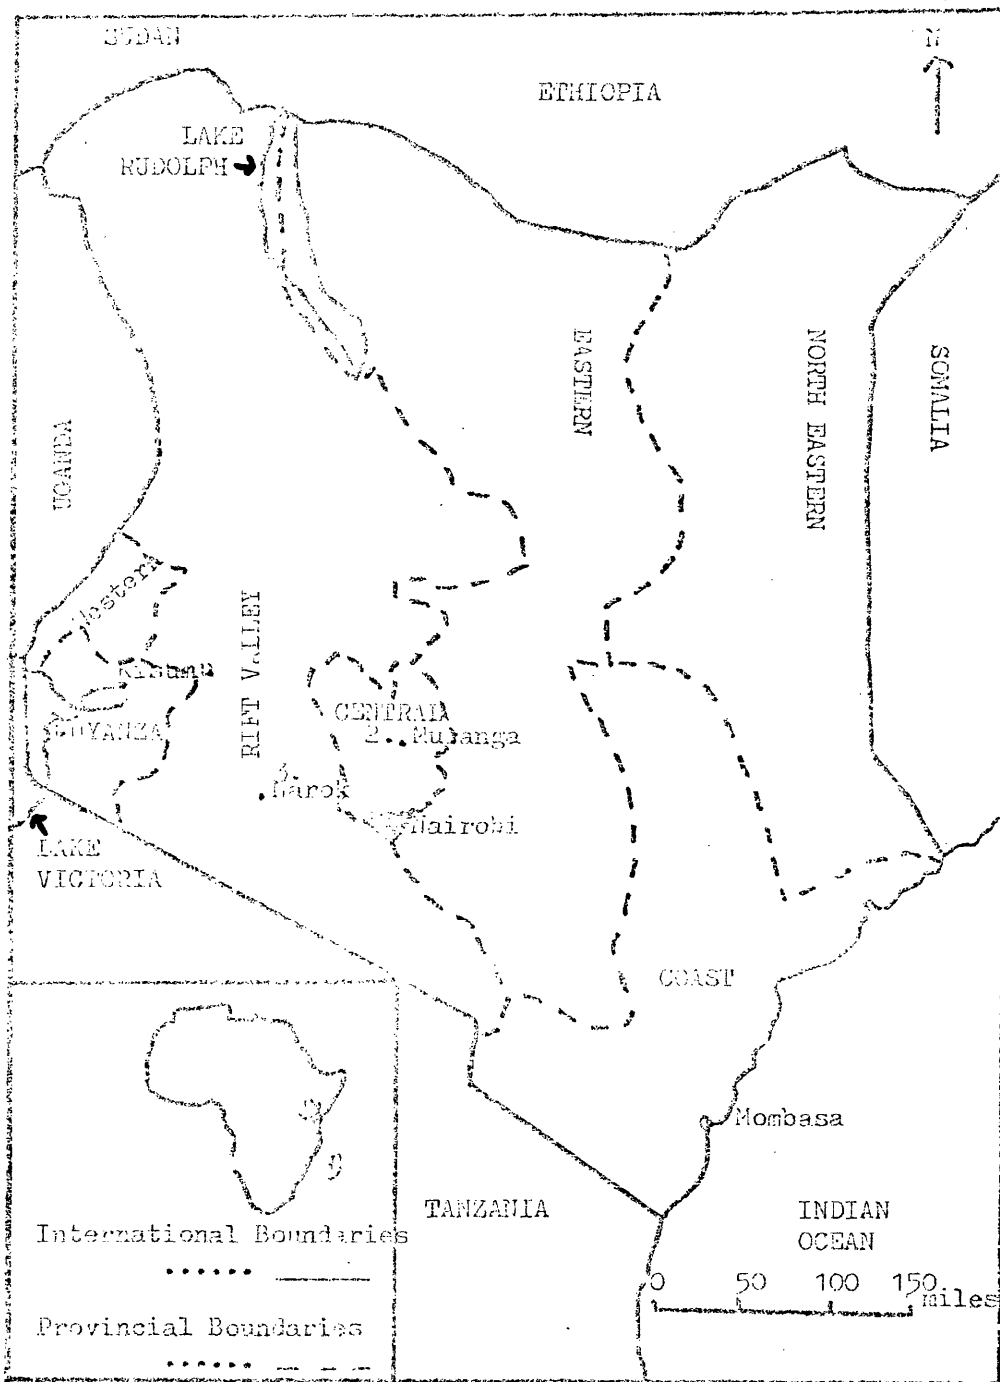 SUDAN
N
ETHIOPIA
LAKE
RUDOLPH
EASTERN
NORTH EASTERN
SOMALIA
UGANDA
Western
RIFT VALLEY
Kisumu
NYANZA
CENTRAL
2. Muranga
3.
Narok
Nairobi
LAKE
VICTORIA
COAST
Mombasa
TANZANIA
INDIAN
OCEAN
International Boundaries
Provincial Boundaries
0 50 100 150 miles